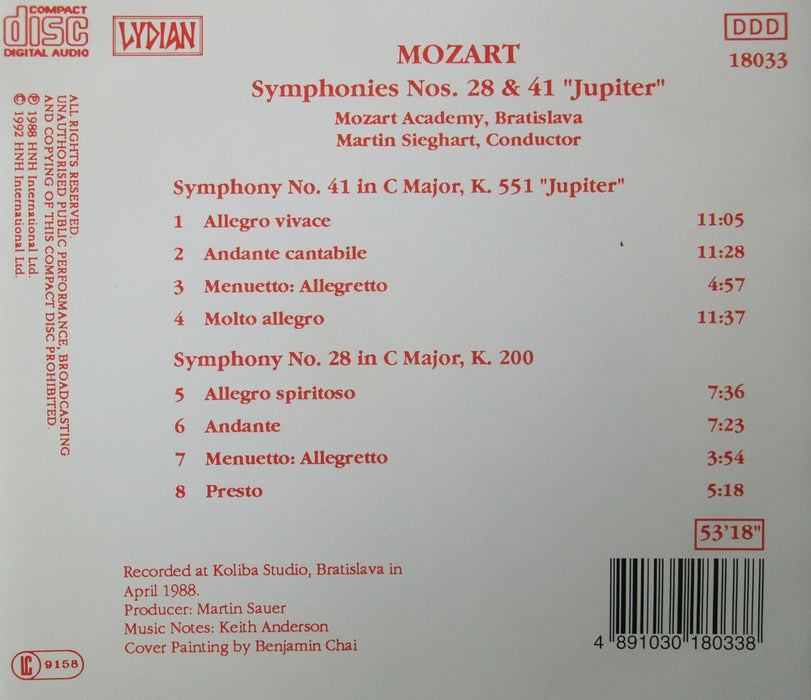 COMPACT
disc
DIGITAL AUDIO
LYDIAN
DDD
18033
MOZART
Symphonies Nos. 28 & 41 "Jupiter"
Mozart Academy, Bratislava
Martin Sieghart, Conductor
Symphony No. 41 in C Major, K. 551 "Jupiter"
1 Allegro vivace 11:05
2 Andante cantabile 11:28
3 Menuetto: Allegretto 4:57
4 Molto allegro 11:37
Symphony No. 28 in C Major, K. 200
5 Allegro spiritoso 7:36
6 Andante 7:23
7 Menuetto: Allegretto 3:54
8 Presto 5:18
53'18"
Recorded at Koliba Studio, Bratislava in
April 1988.
Producer: Martin Sauer
Music Notes: Keith Anderson
Cover Painting by Benjamin Chai
LC 9158
4 891030 180338
ALL RIGHTS RESERVED.
UNAUTHORISED PUBLIC PERFORMANCE, BROADCASTING
AND COPYING OF THIS COMPACT DISC PROHIBITED.
℗ 1988 HNH International Ltd.
© 1992 HNH International Ltd.